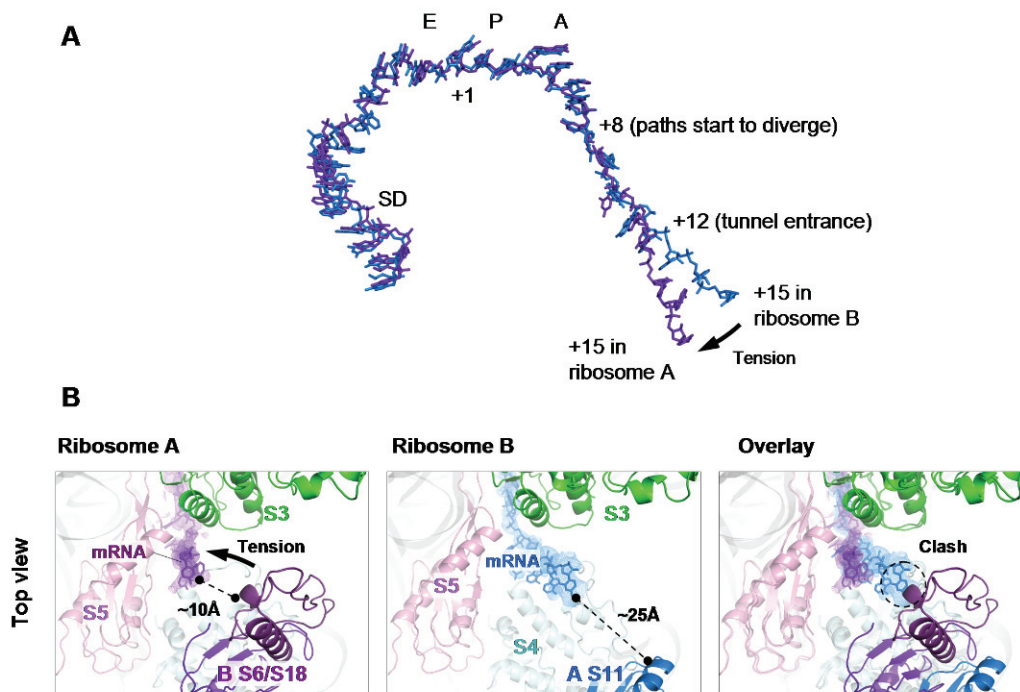 A
E P A
+1
+8 (paths start to diverge)
SD
+12 (tunnel entrance)
+15 in
ribosome B
+15 in
ribosome A
Tension
B
Ribosome A
Ribosome B
Overlay
Top view
S3
mRNA
Tension
S5
~10Å
B S6/S18
S3
mRNA
S5
~25Å
S4
A S11
Clash